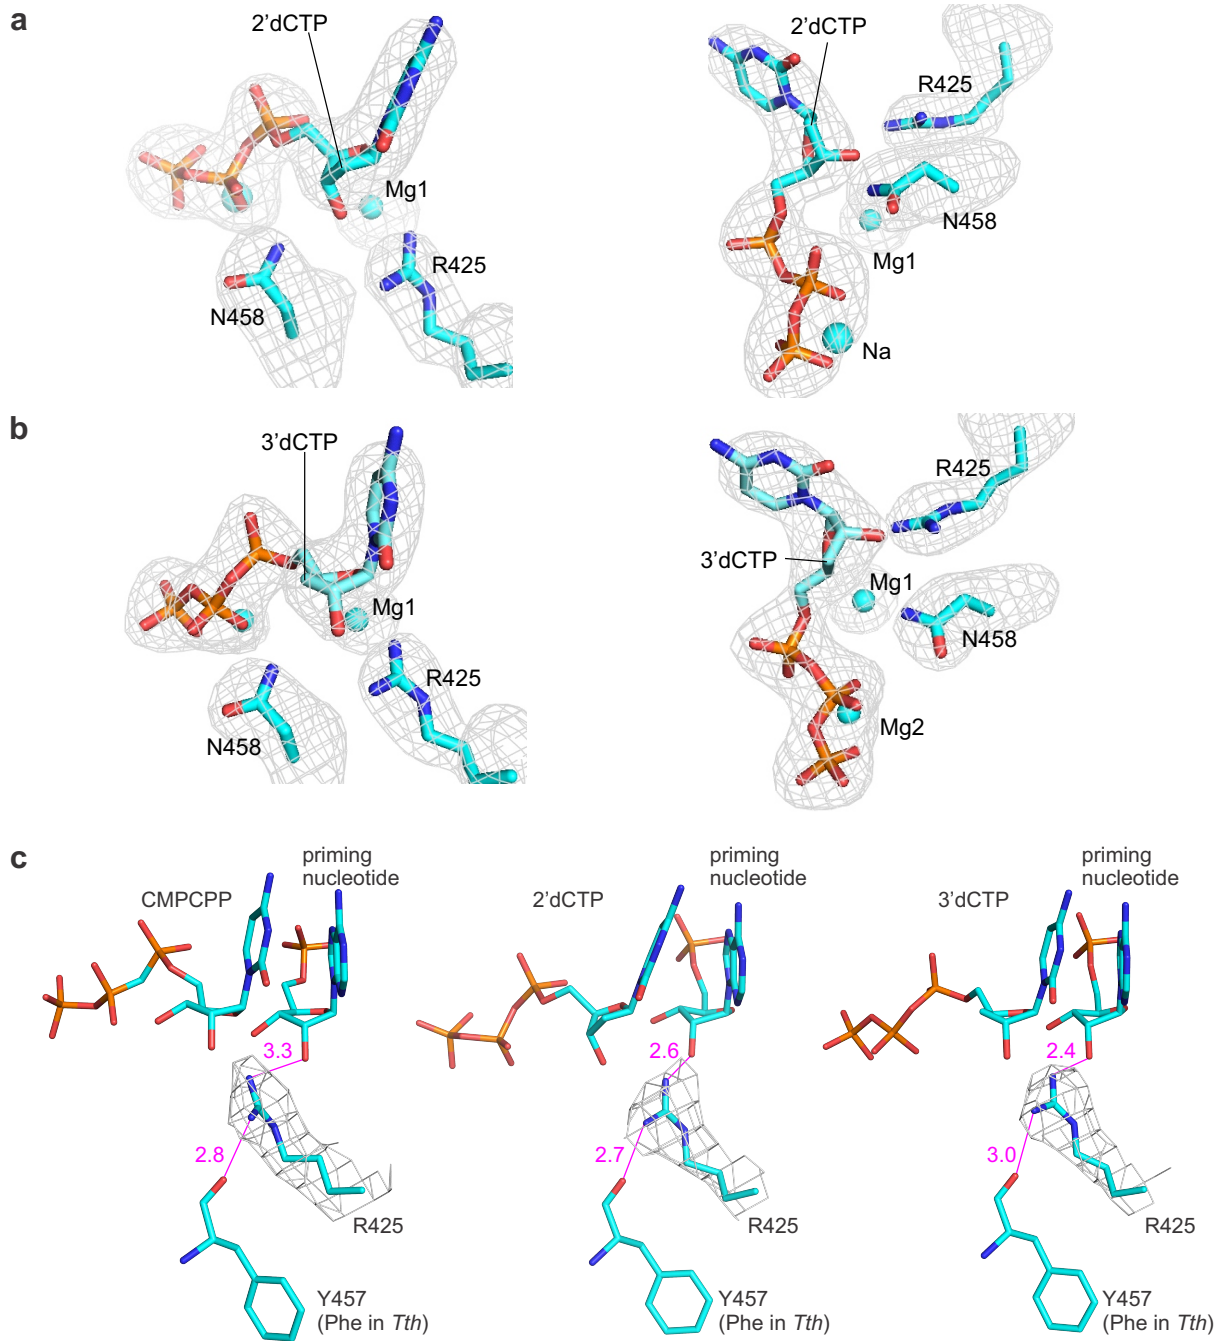 a
2’dCTP
Mg1
R425
N458
2’dCTP
R425
N458
Mg1
Na
b
3’dCTP
Mg1
R425
N458
R425
3’dCTP
Mg1
N458
Mg2
c
CMPCPP
priming
nucleotide
3.3
2.8
R425
Y457
(Phe in Tth)
2’dCTP
priming
nucleotide
2.6
2.7
R425
Y457
(Phe in Tth)
3’dCTP
priming
nucleotide
2.4
3.0
R425
Y457
(Phe in Tth)